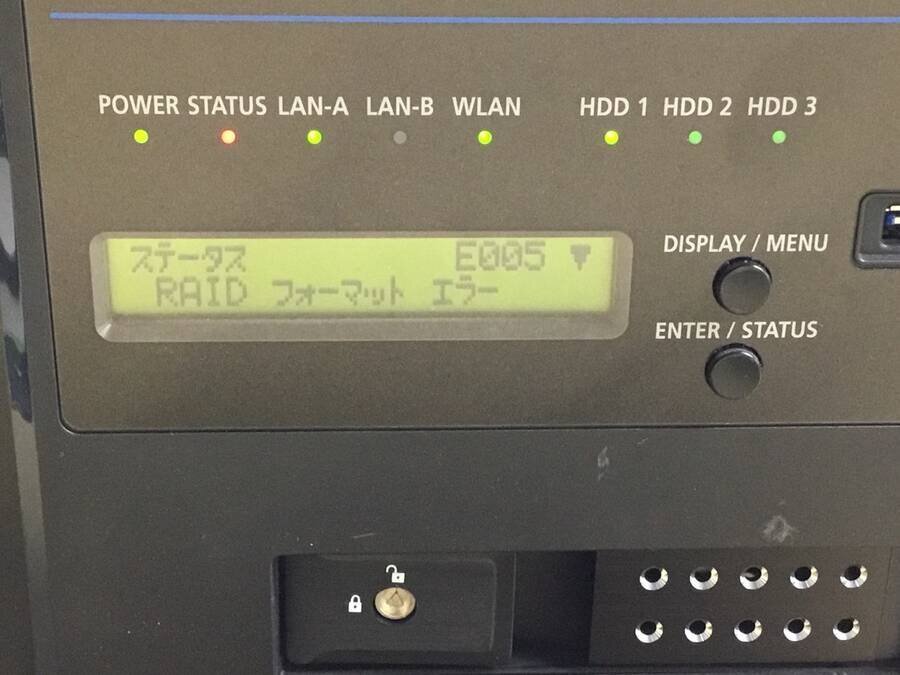 POWER STATUS LAN-A LAN-B WLAN HDD 1 HDD 2 HDD 3
ステータス E005 ▼
RAID フォーマット エラー
DISPLAY / MENU
ENTER / STATUS